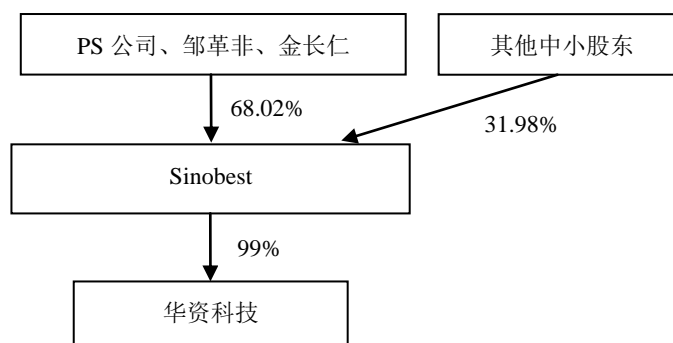 PS 公司、邹革非、金长仁
其他中小股东
68.02%
31.98%
Sinobest
99%
华资科技